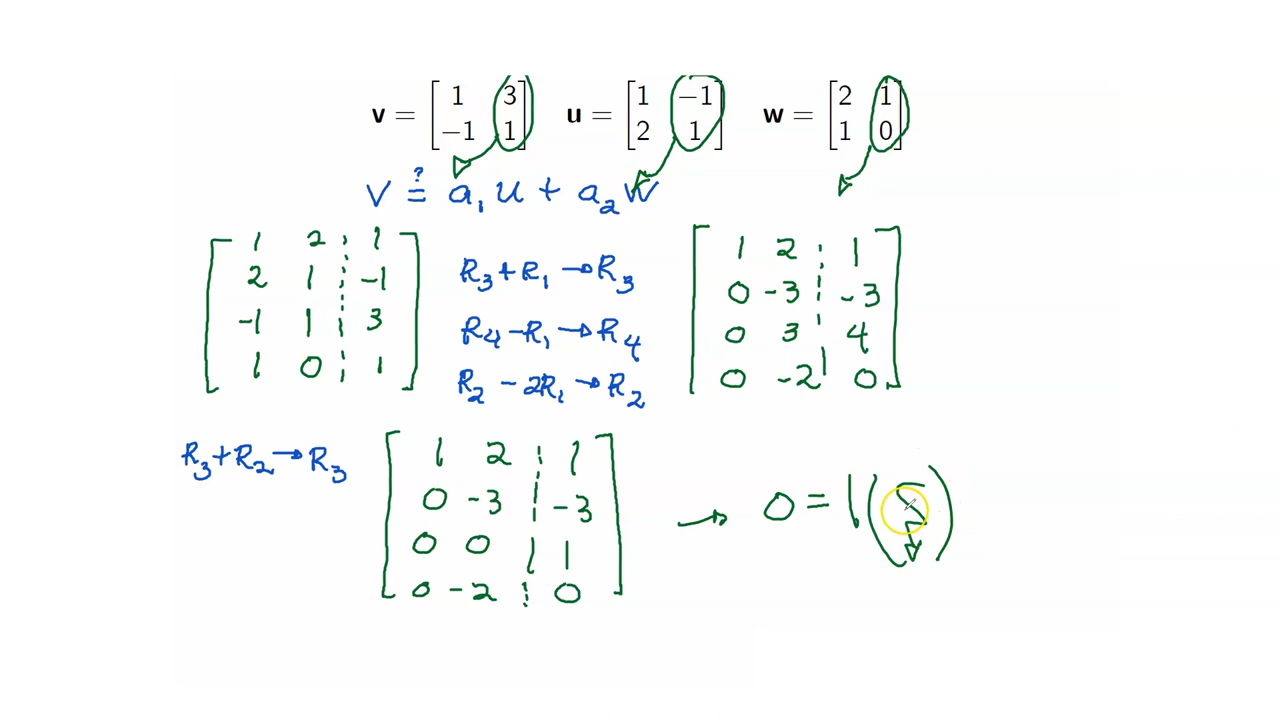 v = [1 3; -1 1] u = [1 -1; 2 1] w = [2 1; 1 0]
V ≟ a₁u + a₂w
1 2 ¦ 1
2 1 ¦ -1
-1 1 ¦ 3
1 0 ¦ 1
R₃+R₁→R₃
R₄-R₁→R₄
R₂-2R₁→R₂
1 2 ¦ 1
0 -3 ¦ -3
0 3 ¦ 4
0 -2 ¦ 0
R₃+R₂→R₃
1 2 ¦ 1
0 -3 ¦ -3
0 0 ¦ 1
0 -2 ¦ 0
→ 0 = 1 ( )